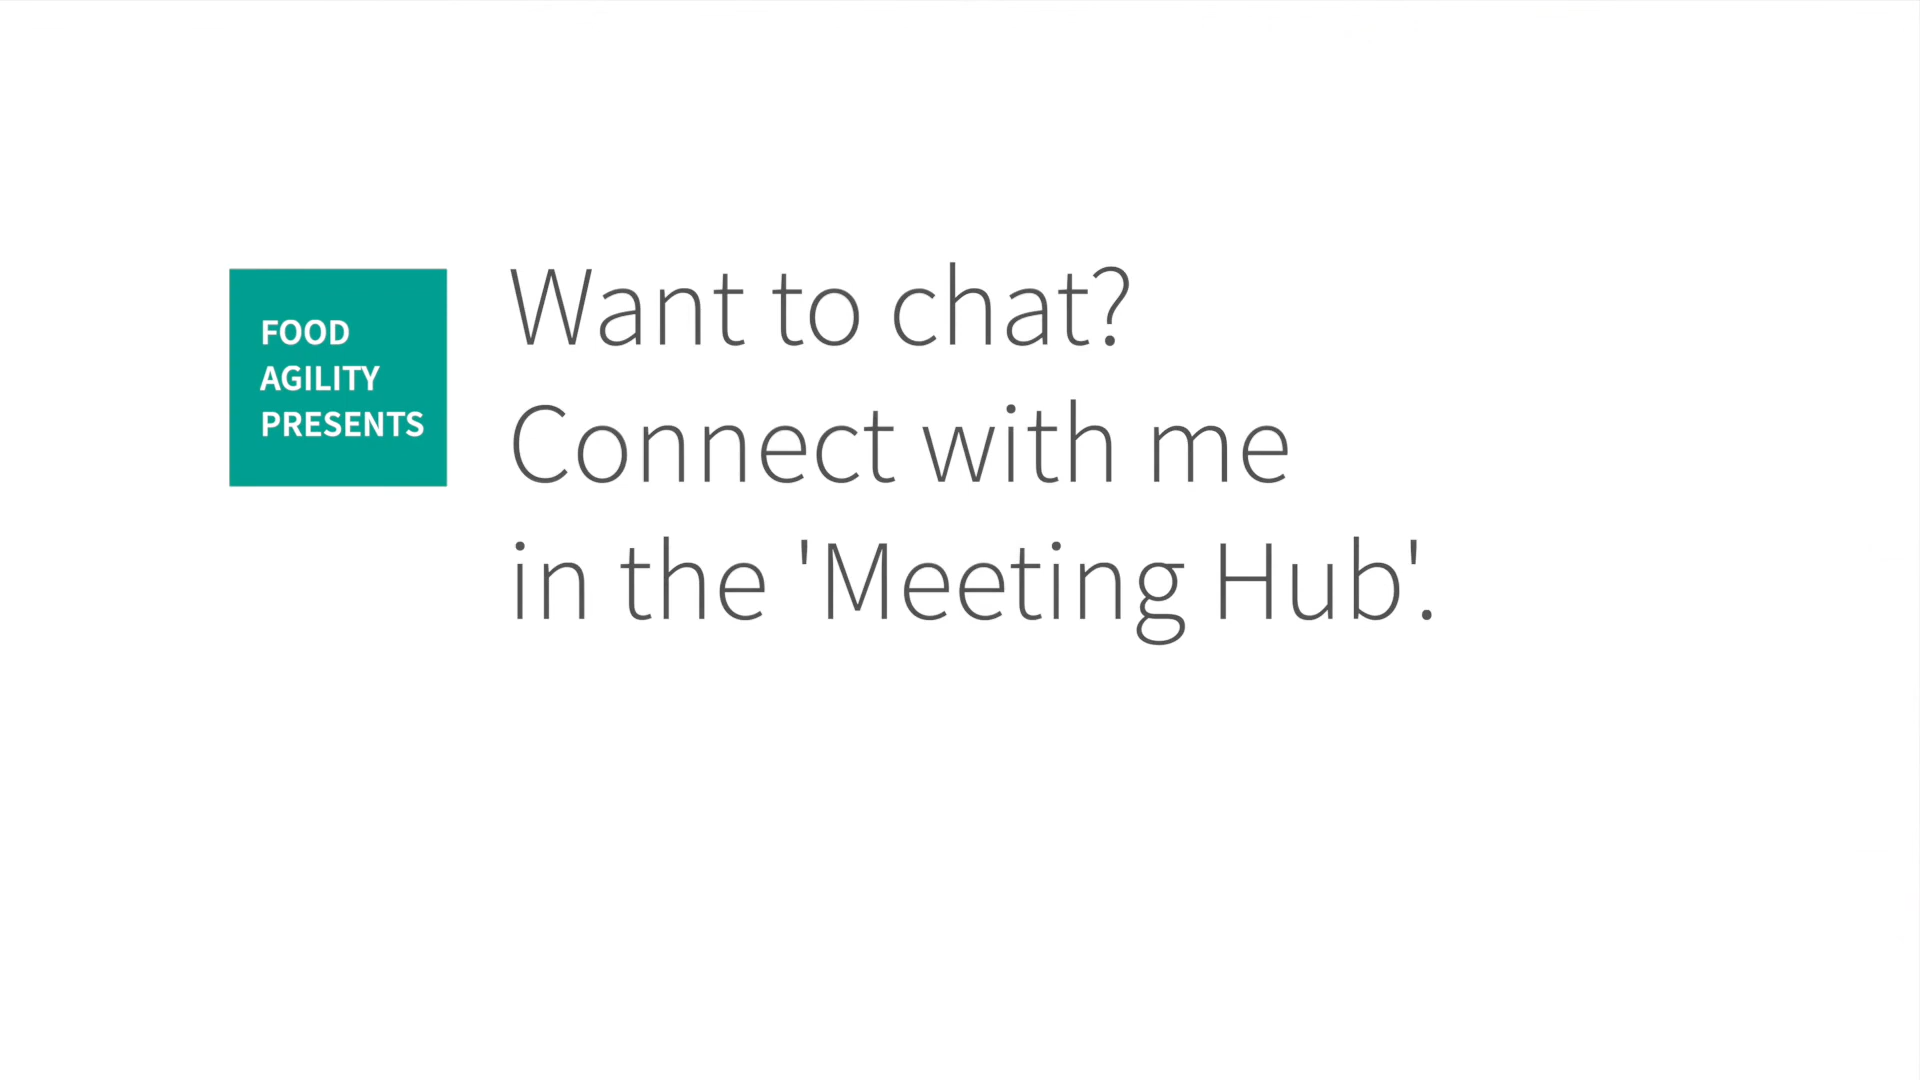 FOOD
AGILITY
PRESENTS
Want to chat?
Connect with me
in the 'Meeting Hub'.